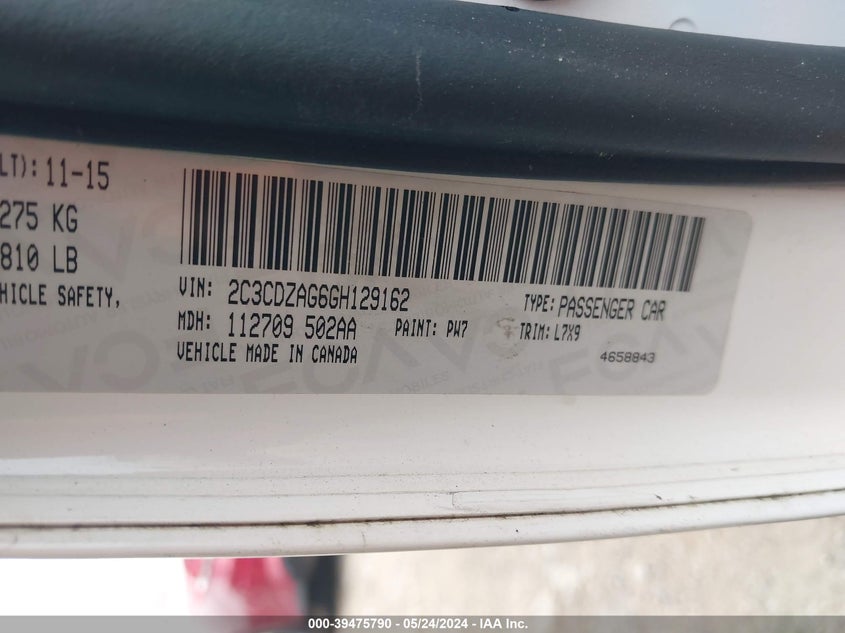 LT): 11-15
275 KG
810 LB
HICLE SAFETY,
VIN: 2C3CDZAG6GH129162
TYPE: PASSENGER CAR
MDH: 112709 502AA
PAINT: PW7
TRIM: L7X9
VEHICLE MADE IN CANADA
4658843
000-39475790 - 05/24/2024 - IAA Inc.